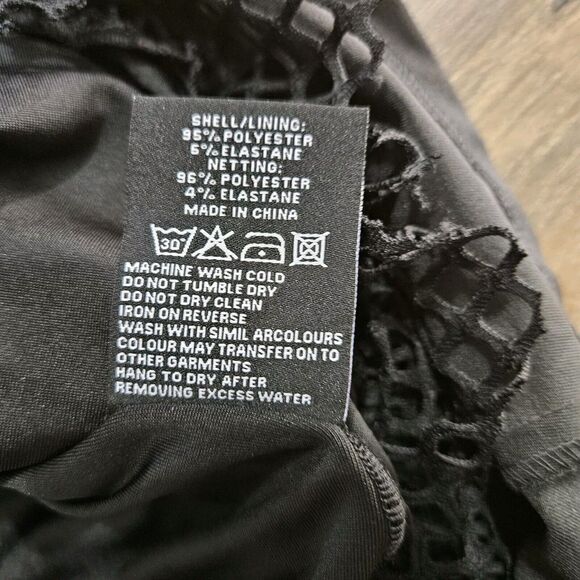 SHELL/LINING:
95% POLYESTER
5% ELASTANE
NETTING:
96% POLYESTER
4% ELASTANE
MADE IN CHINA
30°
MACHINE WASH COLD
DO NOT TUMBLE DRY
DO NOT DRY CLEAN
IRON ON REVERSE
WASH WITH SIMIL ARCOLOURS
COLOUR MAY TRANSFER ON TO
OTHER GARMENTS
HANG TO DRY AFTER
REMOVING EXCESS WATER